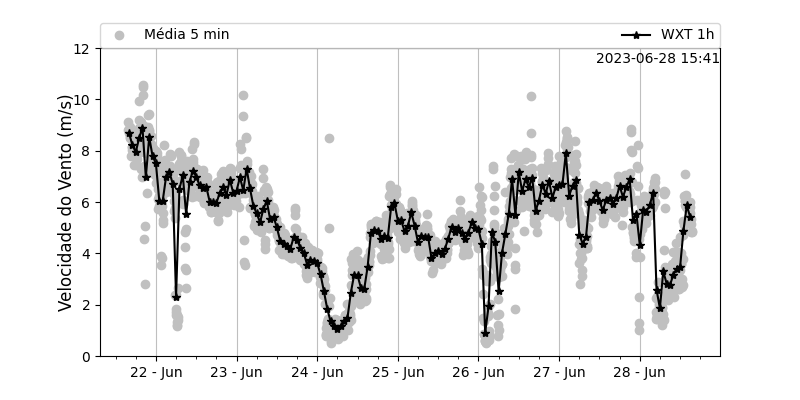 Média 5 min
WXT 1h
2023-06-28 15:41
Velocidade do Vento (m/s)
12
10
8
6
4
2
0
22 - Jun
23 - Jun
24 - Jun
25 - Jun
26 - Jun
27 - Jun
28 - Jun